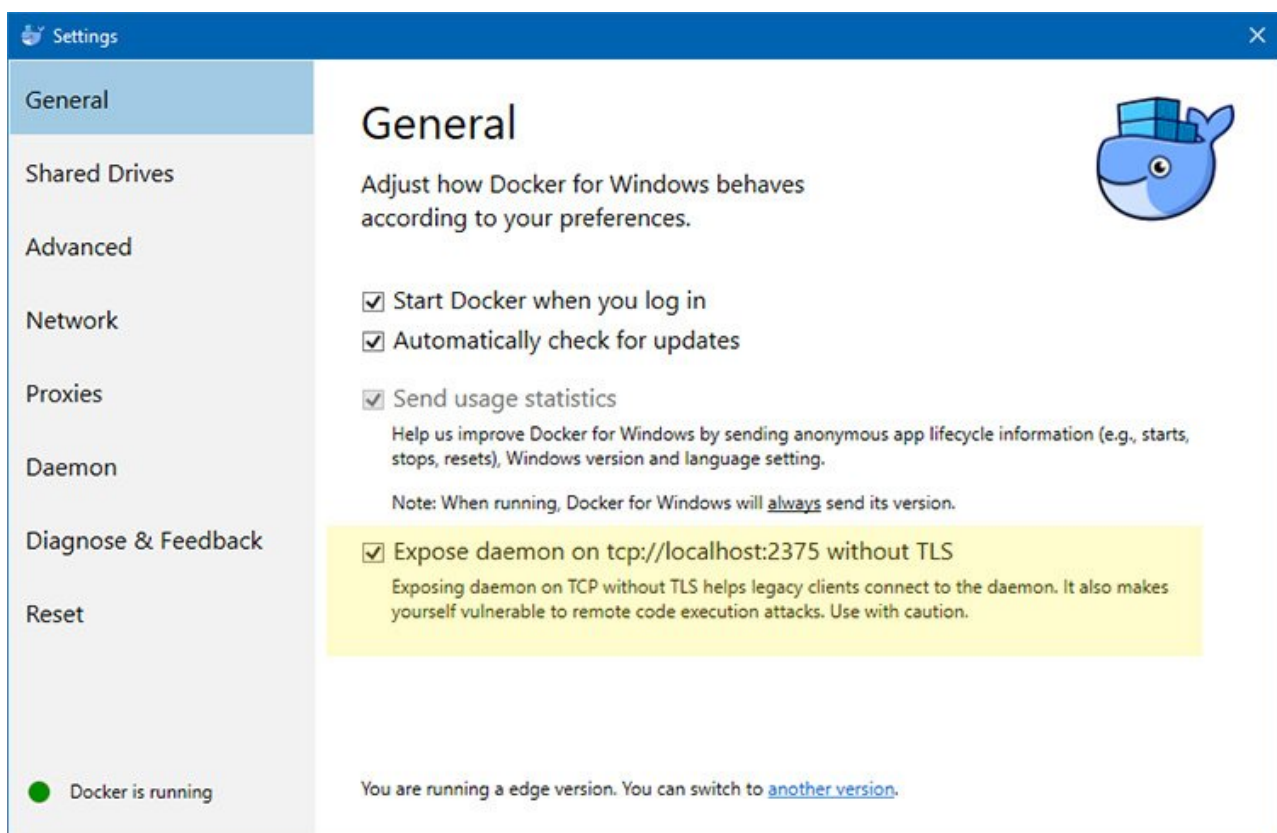 Settings
General
Shared Drives
Advanced
Network
Proxies
Daemon
Diagnose & Feedback
Reset
Docker is running
General
Adjust how Docker for Windows behaves
according to your preferences.
Start Docker when you log in
Automatically check for updates
Send usage statistics
Help us improve Docker for Windows by sending anonymous app lifecycle information (e.g., starts,
stops, resets), Windows version and language setting.
Note: When running, Docker for Windows will always send its version.
Expose daemon on tcp://localhost:2375 without TLS
Exposing daemon on TCP without TLS helps legacy clients connect to the daemon. It also makes
yourself vulnerable to remote code execution attacks. Use with caution.
You are running a edge version. You can switch to another version.